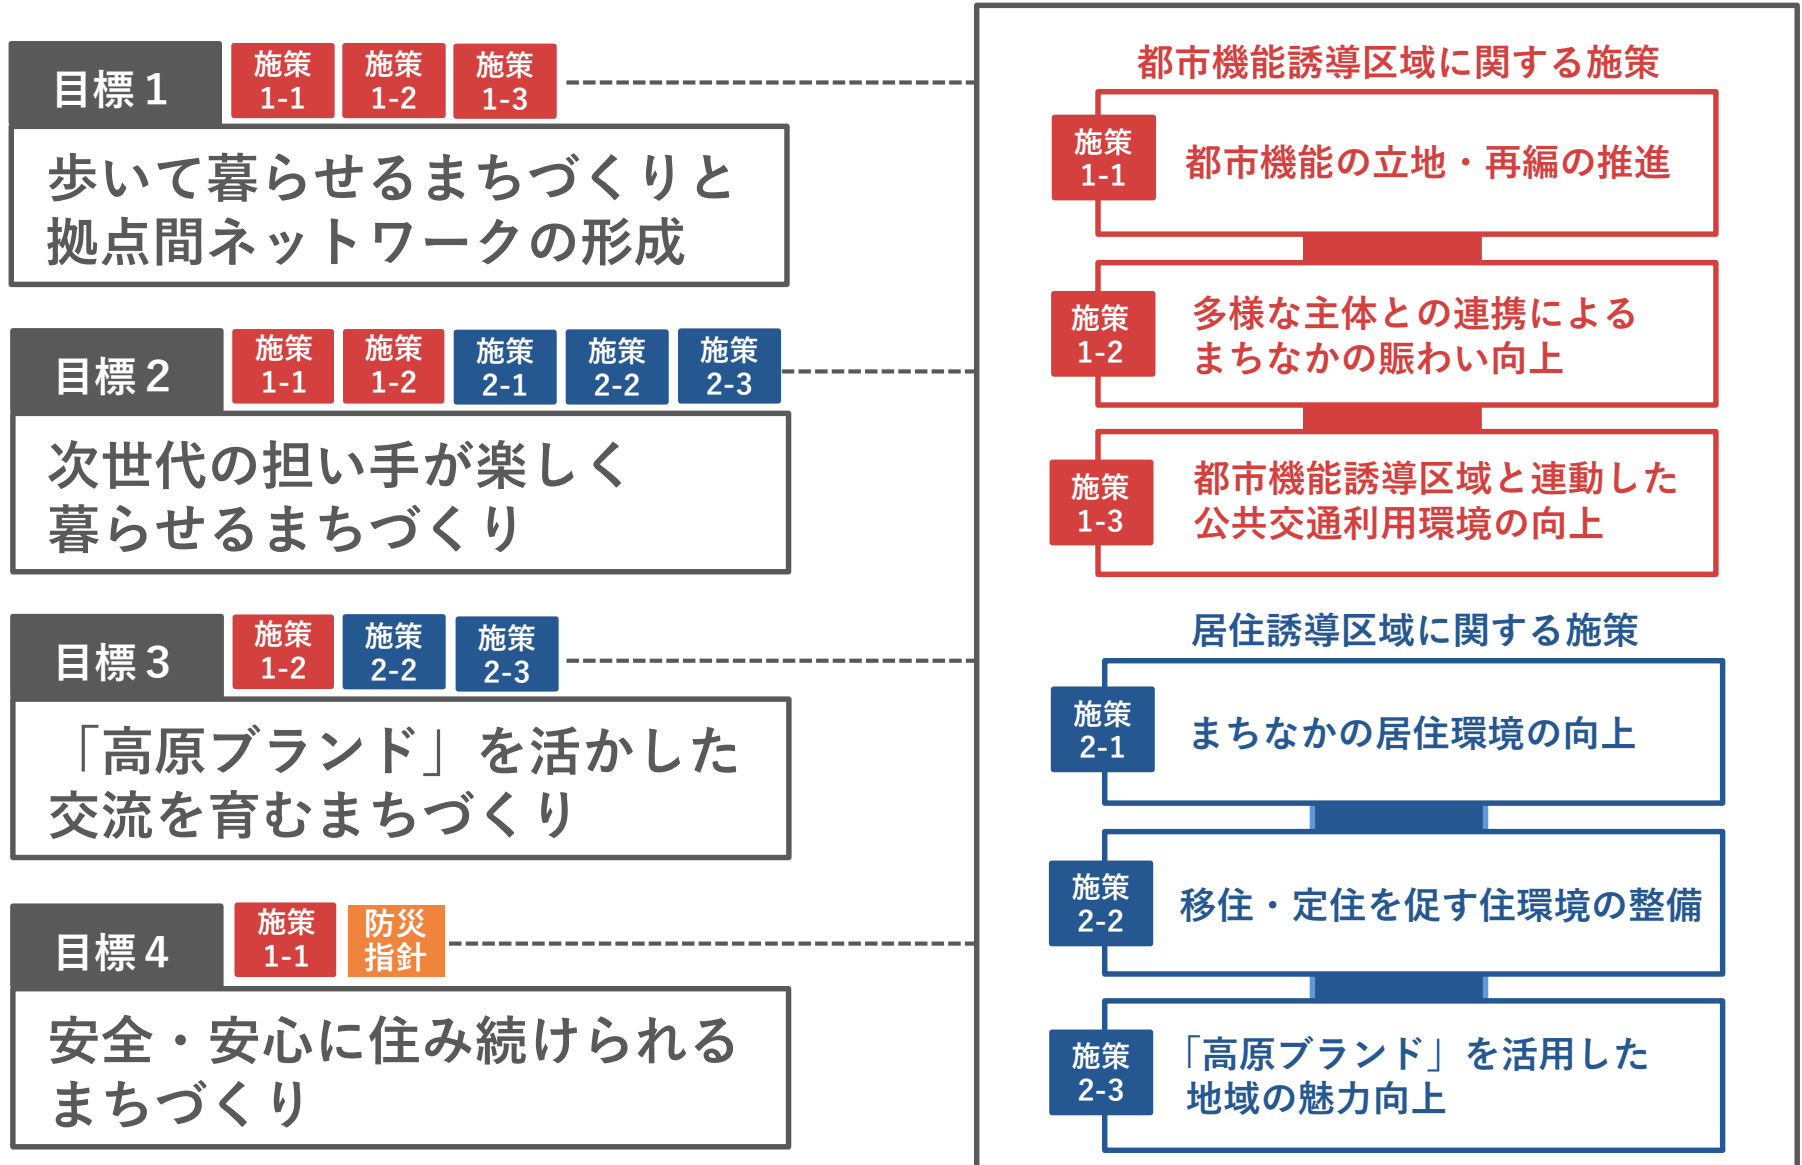 目標１
施策
1-1
施策
1-2
施策
1-3
歩いて暮らせるまちづくりと
拠点間ネットワークの形成
目標２
施策
1-1
施策
1-2
施策
2-1
施策
2-2
施策
2-3
次世代の担い手が楽しく
暮らせるまちづくり
目標３
施策
1-2
施策
2-2
施策
2-3
「高原ブランド」を活かした
交流を育むまちづくり
目標４
施策
1-1
防災
指針
安全・安心に住み続けられる
まちづくり
都市機能誘導区域に関する施策
施策
1-1
都市機能の立地・再編の推進
施策
1-2
多様な主体との連携による
まちなかの賑わい向上
施策
1-3
都市機能誘導区域と連動した
公共交通利用環境の向上
居住誘導区域に関する施策
施策
2-1
まちなかの居住環境の向上
施策
2-2
移住・定住を促す住環境の整備
施策
2-3
「高原ブランド」を活用した
地域の魅力向上